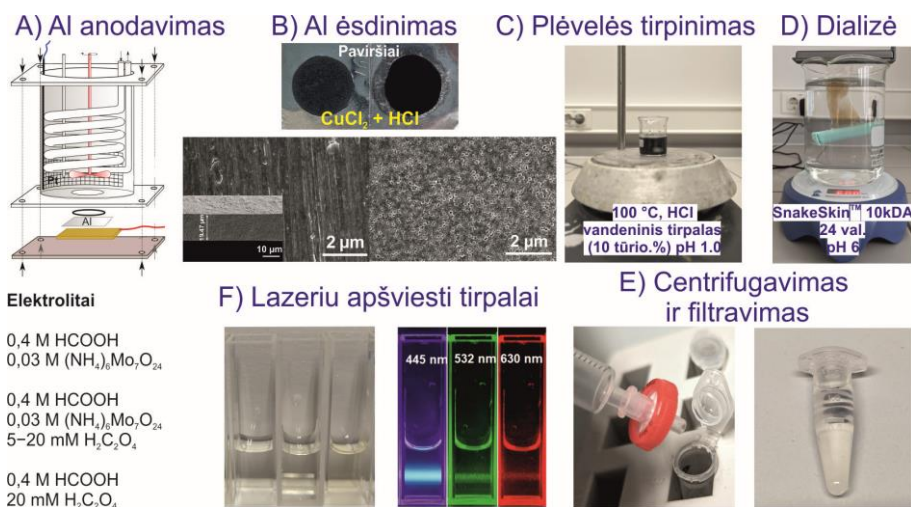 A) Al anodavimas
Pt
Al
B) Al ėsdinimas
Paviršiai
CuCl₂ + HCl
10 µm
2 µm
2 µm
C) Plėvelės tirpinimas
100 °C, HCl
vandeninis tirpalas
(10 tūrio.%) pH 1.0
D) Dializė
SnakeSkin™ 10kDA
24 val.
pH 6
Elektrolitai
0,4 M HCOOH
0,03 M (NH₄)₆Mo₇O₂₄
0,4 M HCOOH
0,03 M (NH₄)₆Mo₇O₂₄
5−20 mM H₂C₂O₄
0,4 M HCOOH
20 mM H₂C₂O₄
F) Lazeriu apšviesti tirpalai
445 nm
532 nm
630 nm
E) Centrifugavimas
ir filtravimas